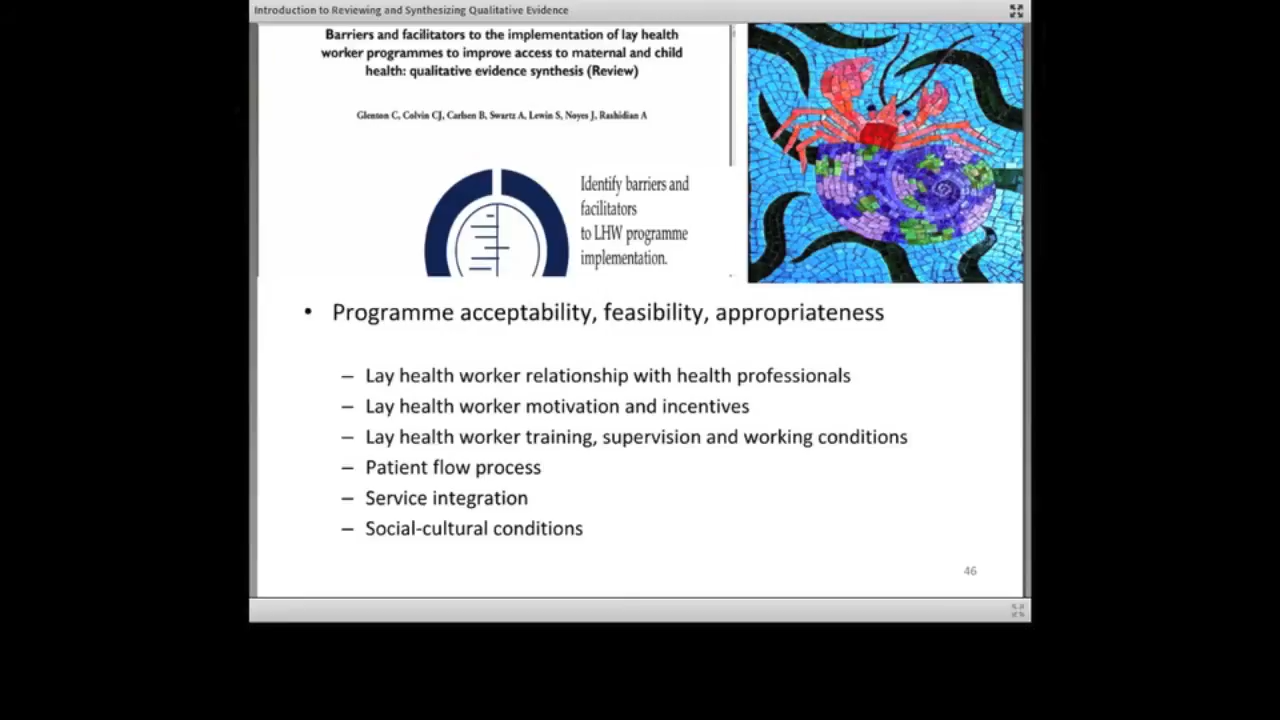 Introduction to Reviewing and Synthesizing Qualitative Evidence
Barriers and facilitators to the implementation of lay health
worker programmes to improve access to maternal and child
health: qualitative evidence synthesis (Review)
Glenton C, Colvin CJ, Carlsen B, Swartz A, Lewin S, Noyes J, Rashidian A
Identify barriers and
facilitators
to LHW programme
implementation.
• Programme acceptability, feasibility, appropriateness
– Lay health worker relationship with health professionals
– Lay health worker motivation and incentives
– Lay health worker training, supervision and working conditions
– Patient flow process
– Service integration
– Social-cultural conditions
46